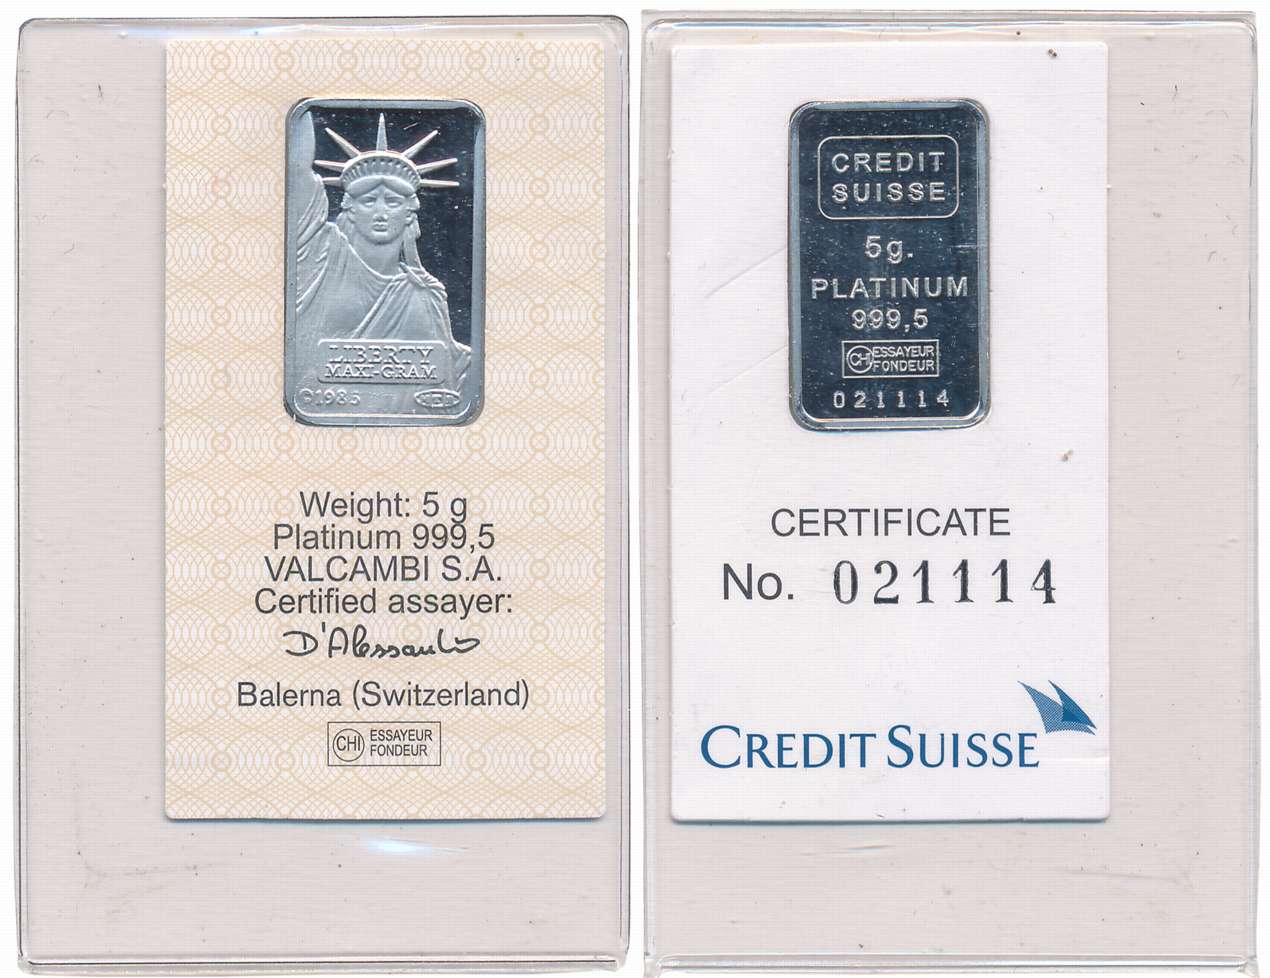 LIBERTY
MAXI-GRAM
©1985
Weight: 5 g
Platinum 999,5
VALCAMBI S.A.
Certified assayer:
D'Alessandro
Balerna (Switzerland)
CHI ESSAYEUR
FONDEUR
CREDIT
SUISSE
5g.
PLATINUM
999,5
CHI ESSAYEUR
FONDEUR
021114
CERTIFICATE
No. 021114
CREDIT SUISSE